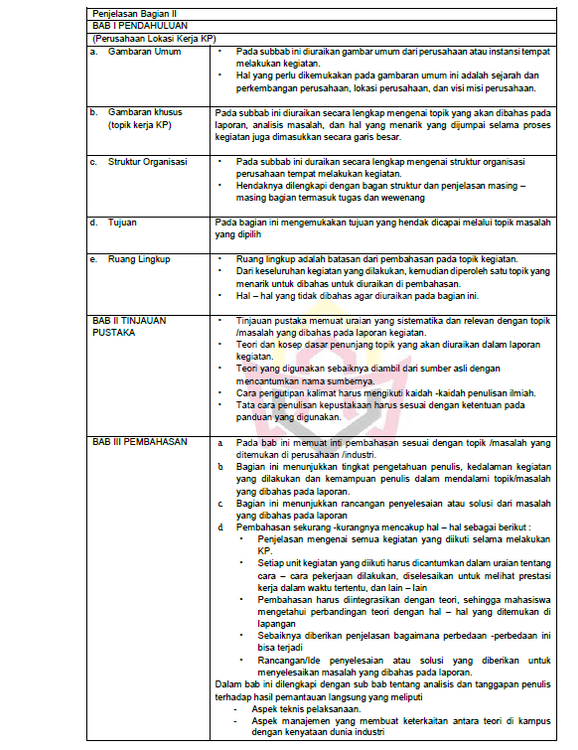 Penjelasan Bagian II
BAB I PENDAHULUAN
(Perusahaan Lokasi Kerja KP)
a. Gambaran Umum
• Pada subbab ini diuraikan gambar umum dari perusahaan atau instansi tempat
melakukan kegiatan.
• Hal yang perlu dikemukakan pada gambaran umum ini adalah sejarah dan
perkembangan perusahaan, lokasi perusahaan, dan visi misi perusahaan.
b. Gambaran khusus
(topik kerja KP)
Pada subbab ini diuraikan secara lengkap mengenai topik yang akan dibahas pada
laporan, analisis masalah, dan hal yang menarik yang dijumpai selama proses
kegiatan juga dimasukkan secara garis besar.
c. Struktur Organisasi
• Pada subbab ini duraikan secara lengkap mengenai struktur organisasi
perusahaan tempat melakukan kegiatan.
• Hendaknya dilengkapi dengan bagan struktur dan penjelasan masing –
masing bagian termasuk tugas dan wewenang
d. Tujuan
Pada bagian ini mengemukakan tujuan yang hendak dicapai melalui topik masalah
yang dipilih
e. Ruang Lingkup
• Ruang lingkup adalah batasan dari pembahasan pada topik kegiatan.
• Dari keseluruhan kegiatan yang dilakukan, kemudian diperoleh satu topik yang
menarik untuk dibahas untuk diuraikan di pembahasan.
• Hal – hal yang tidak dibahas agar diuraikan pada bagian ini.
BAB II TINJAUAN
PUSTAKA
• Tinjauan pustaka memuat uraian yang sistematika dan relevan dengan topik
/masalah yang dibahas pada laporan kegiatan.
• Teori dan kosep dasar penunjang topik yang akan diuraikan dalam laporan
kegiatan.
• Teori yang digunakan sebaiknya diambil dari sumber asli dengan
mencantumkan nama sumbernya.
• Cara pengutipan kalimat harus mengikuti kaidah -kaidah penulisan ilmiah.
• Tata cara penulisan kepustakaan harus sesuai dengan ketentuan pada
panduan yang digunakan.
BAB III PEMBAHASAN
a Pada bab ini memuat inti pembahasan sesuai dengan topik /masalah yang
ditemukan di perusahaan /industri.
b Bagian ini menunjukkan tingkat pengetahuan penulis, kedalaman kegiatan
yang dilakukan dan kemampuan penulis dalam mendalami topik/masalah
yang dibahas pada laporan.
c Bagian ini menunjukkan rancangan penyelesaian atau solusi dari masalah
yang dibahas pada laporan
d Pembahasan sekurang -kurangnya mencakup hal – hal sebagai berikut :
• Penjelasan mengenai semua kegiatan yang diikuti selama melakukan
KP.
• Setiap unit kegiatan yang diikuti harus dicantumkan dalam uraian tentang
cara – cara pekerjaan dilakukan, diselesaikan untuk melihat prestasi
kerja dalam waktu tertentu, dan lain – lain
• Pembahasan harus diintegrasikan dengan teori, sehingga mahasiswa
mengetahui perbandingan teori dengan hal – hal yang ditemukan di
lapangan
• Sebaiknya diberikan penjelasan bagaimana perbedaan -perbedaan ini
bisa terjadi
• Rancangan/Ide penyelesaian atau solusi yang diberikan untuk
menyelesaikan masalah yang dibahas pada laporan.
Dalam bab ini dilengkapi dengan sub bab tentang analisis dan tanggapan penulis
terhadap hasil pemantauan langsung yang meliputi
- Aspek teknis pelaksanaan.
- Aspek manajemen yang membuat keterkaitan antara teori di kampus
dengan kenyataan dunia industri